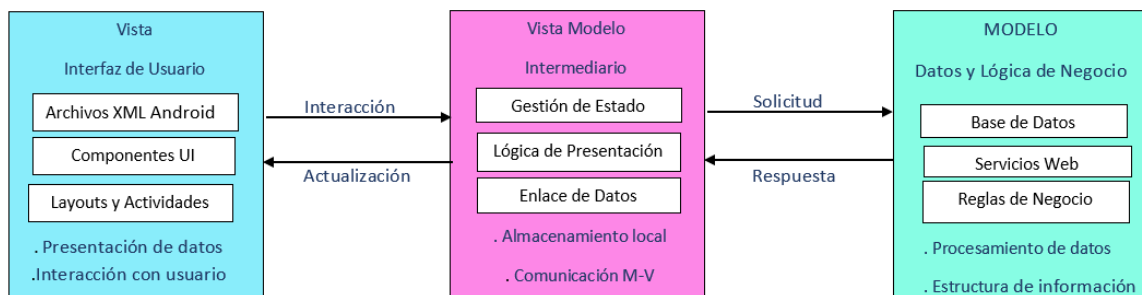 Vista
Interfaz de Usuario
Archivos XML Android
Componentes UI
Layouts y Actividades
. Presentación de datos
.Interacción con usuario
Interacción
Actualización
Vista Modelo
Intermediario
Gestión de Estado
Lógica de Presentación
Enlace de Datos
. Almacenamiento local
. Comunicación M-V
Solicitud
Respuesta
MODELO
Datos y Lógica de Negocio
Base de Datos
Servicios Web
Reglas de Negocio
. Procesamiento de datos
. Estructura de información